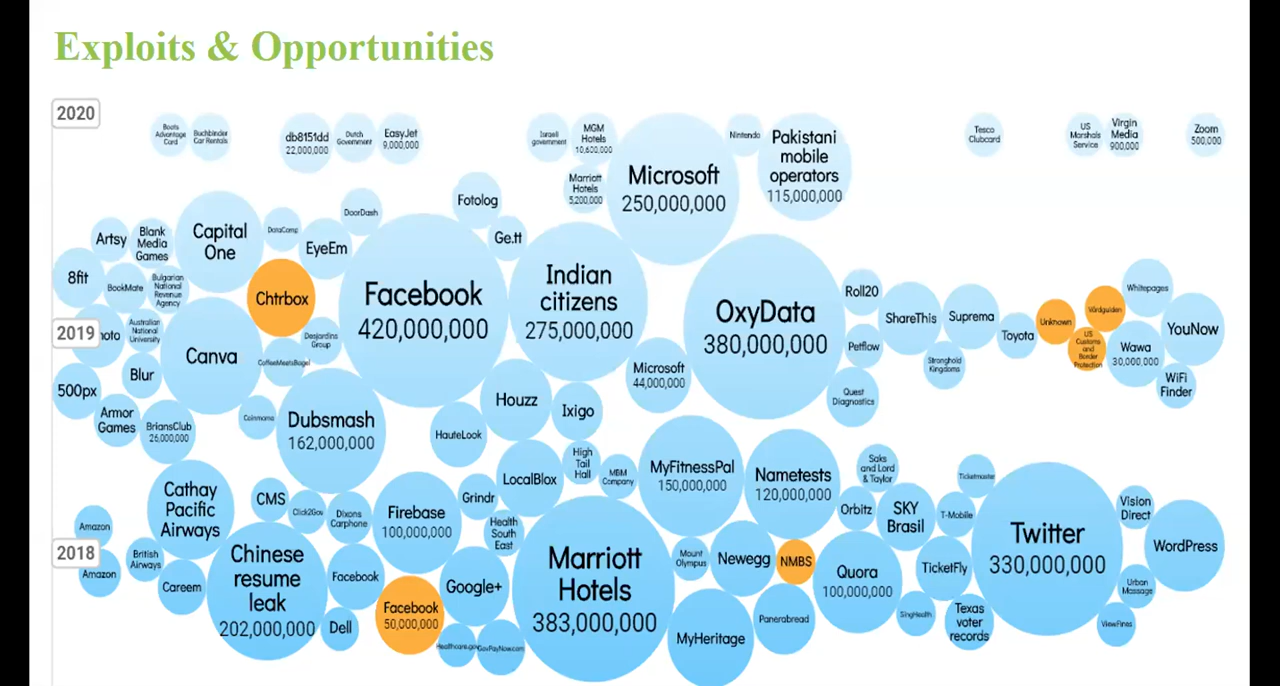 Exploits & Opportunities
2020
Boots
Advantage
Card
Buchbinder
Car Rentals
db8151dd
22,000,000
Dutch
Government
EasyJet
9,000,000
Israeli
government
MGM
Hotels
10,600,000
Marriott
Hotels
5,200,000
Microsoft
250,000,000
Nintendo
Pakistani
mobile
operators
115,000,000
Tesco
Clubcard
US
Marshals
Service
Virgin
Media
900,000
Zoom
500,000
Artsy
Blank
Media
Games
Capital
One
DataCamp
DoorDash
EyeEm
Fotolog
Ge.tt
8fit
BookMate
Bulgarian
National
Revenue
Agency
Chtrbox
Facebook
420,000,000
Indian
citizens
275,000,000
OxyData
380,000,000
Roll20
ShareThis
Suprema
Toyota
Unknown
Vårdguiden
Whitepages
YouNow
2019
oto
Australian
National
University
Canva
Desjardins
Group
CoffeeMeetsBagel
Microsoft
44,000,000
Petflow
Stronghold
Kingdoms
US
Customs
and
Border
Protection
Wawa
30,000,000
WiFi
Finder
500px
Blur
Armor
Games
BriansClub
26,000,000
Coinmama
Dubsmash
162,000,000
HauteLook
Houzz
Ixigo
Quest
Diagnostics
Cathay
Pacific
Airways
CMS
Click2Gov
Dixons
Carphone
Firebase
100,000,000
Grindr
LocalBlox
High
Tail
Hall
MBM
Company
MyFitnessPal
150,000,000
Nametests
120,000,000
Saks
and Lord
& Taylor
Orbitz
SKY
Brasil
T-Mobile
Ticketmaster
Twitter
330,000,000
Vision
Direct
WordPress
Amazon
2018
Amazon
British
Airways
Careem
Chinese
resume
leak
202,000,000
Facebook
Dell
Facebook
50,000,000
Google+
Health
South
East
Healthcare.gov
GovPayNow.com
Marriott
Hotels
383,000,000
Mount
Olympus
Newegg
NMBS
MyHeritage
Panerabread
Quora
100,000,000
TicketFly
SingHealth
Texas
voter
records
Urban
Massage
ViewFines